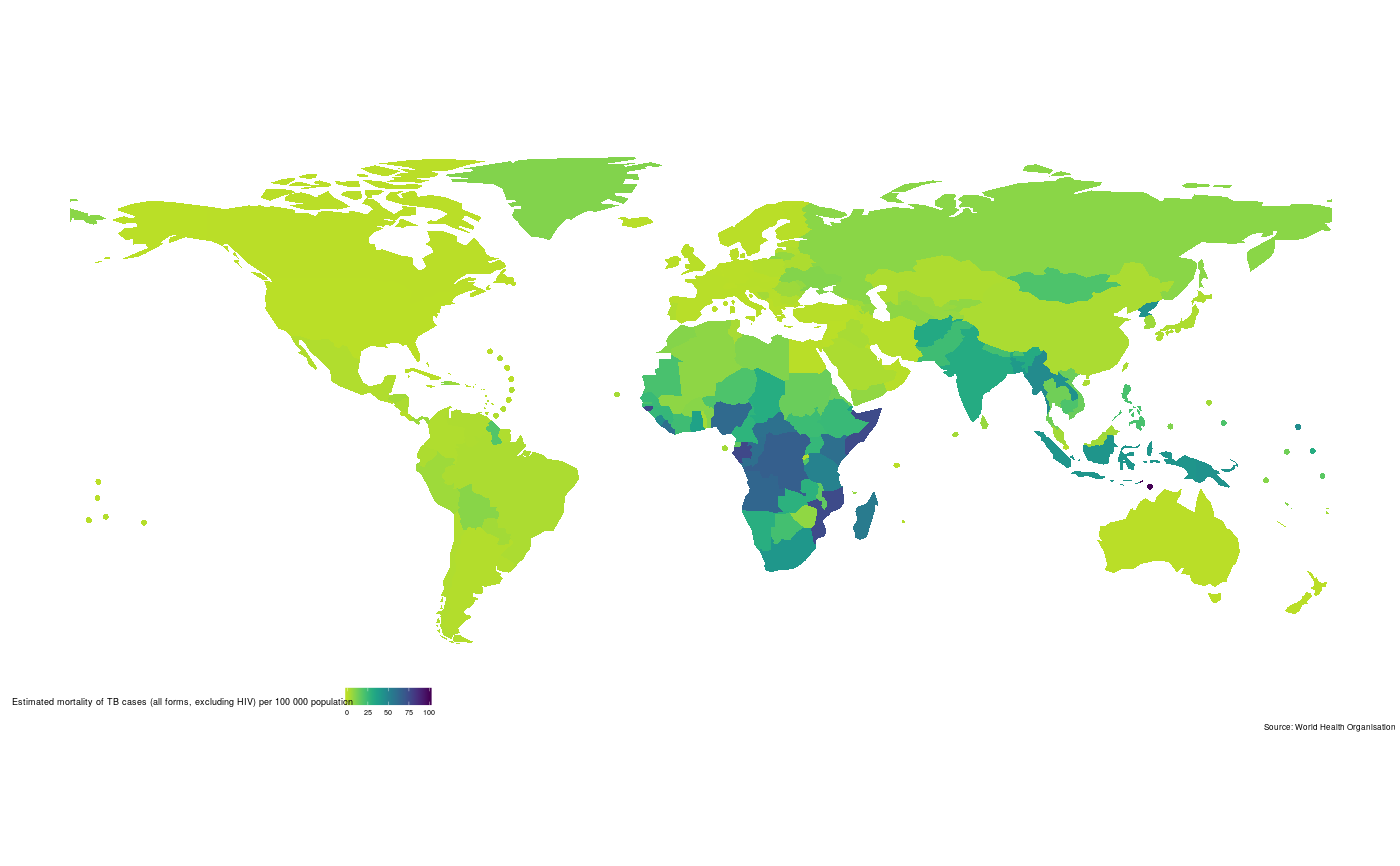 Estimated mortality of TB cases (all forms, excluding HIV) per 100 000 population
0 25 50 75 100
Source: World Health Organisation